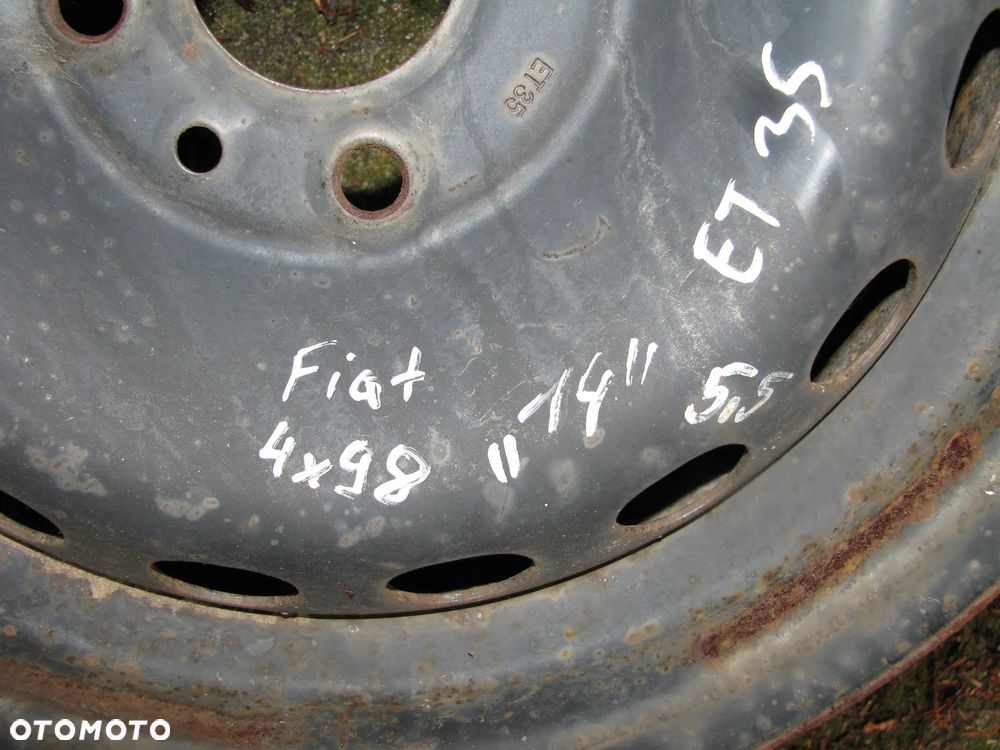 ET35
ET 35
Fiat
4x98 „14" 5,5
OTOMOTO